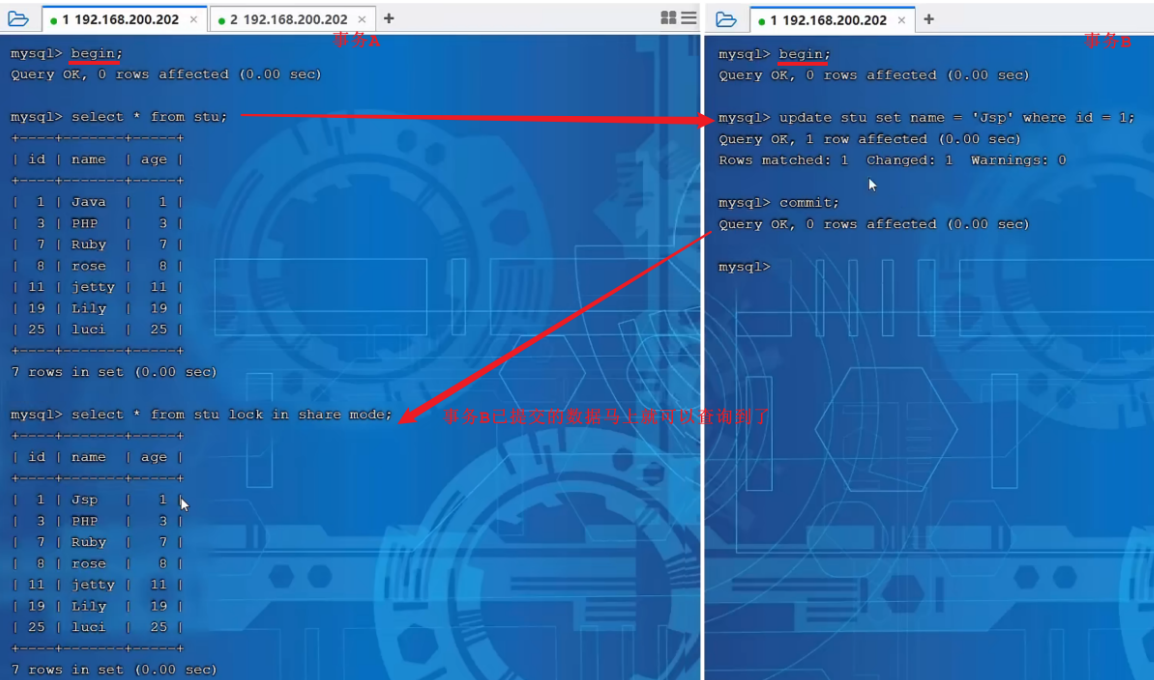 1 192.168.200.202 × 2 192.168.200.202 × +
事务A
mysql> begin;
Query OK, 0 rows affected (0.00 sec)
mysql> select * from stu;
+----+-------+-----+
| id | name  | age |
+----+-------+-----+
|  1 | Java  |   1 |
|  3 | PHP   |   3 |
|  7 | Ruby  |   7 |
|  8 | rose  |   8 |
| 11 | jetty |  11 |
| 19 | Lily  |  19 |
| 25 | luci  |  25 |
+----+-------+-----+
7 rows in set (0.00 sec)
mysql> select * from stu lock in share mode;
事务B已提交的数据马上就可以查询到了
+----+-------+-----+
| id | name  | age |
+----+-------+-----+
|  1 | Jsp   |   1 |
|  3 | PHP   |   3 |
|  7 | Ruby  |   7 |
|  8 | rose  |   8 |
| 11 | jetty |  11 |
| 19 | Lily  |  19 |
| 25 | luci  |  25 |
+----+-------+-----+
7 rows in set (0.00 sec)
1 192.168.200.202 × +
事务B
mysql> begin;
Query OK, 0 rows affected (0.00 sec)
mysql> update stu set name = 'Jsp' where id = 1;
Query OK, 1 row affected (0.00 sec)
Rows matched: 1  Changed: 1  Warnings: 0
mysql> commit;
Query OK, 0 rows affected (0.00 sec)
mysql>